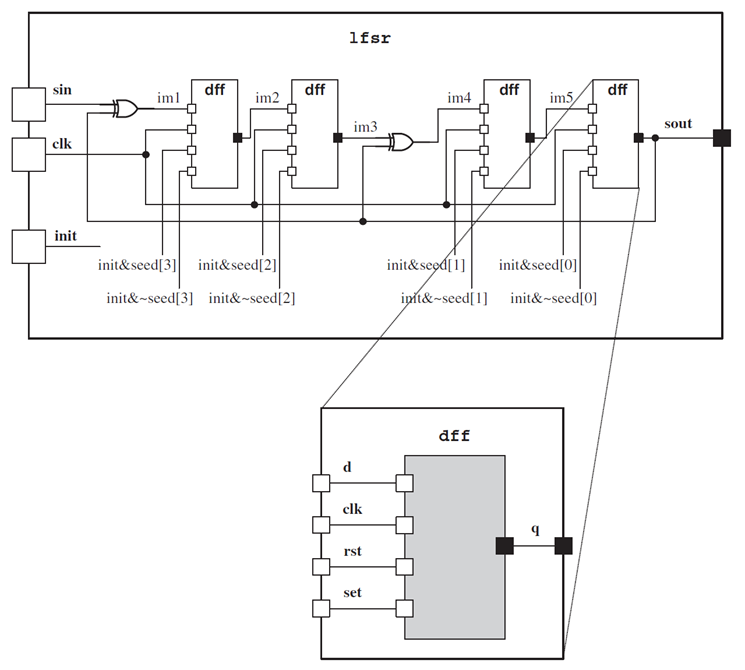 lfsr
sin
clk
init
im1
dff
im2
dff
im3
im4
dff
im5
dff
sout
init&seed[3]
init&seed[2]
init&seed[1]
init&seed[0]
init&~seed[3]
init&~seed[2]
init&~seed[1]
init&~seed[0]
dff
d
clk
rst
set
q